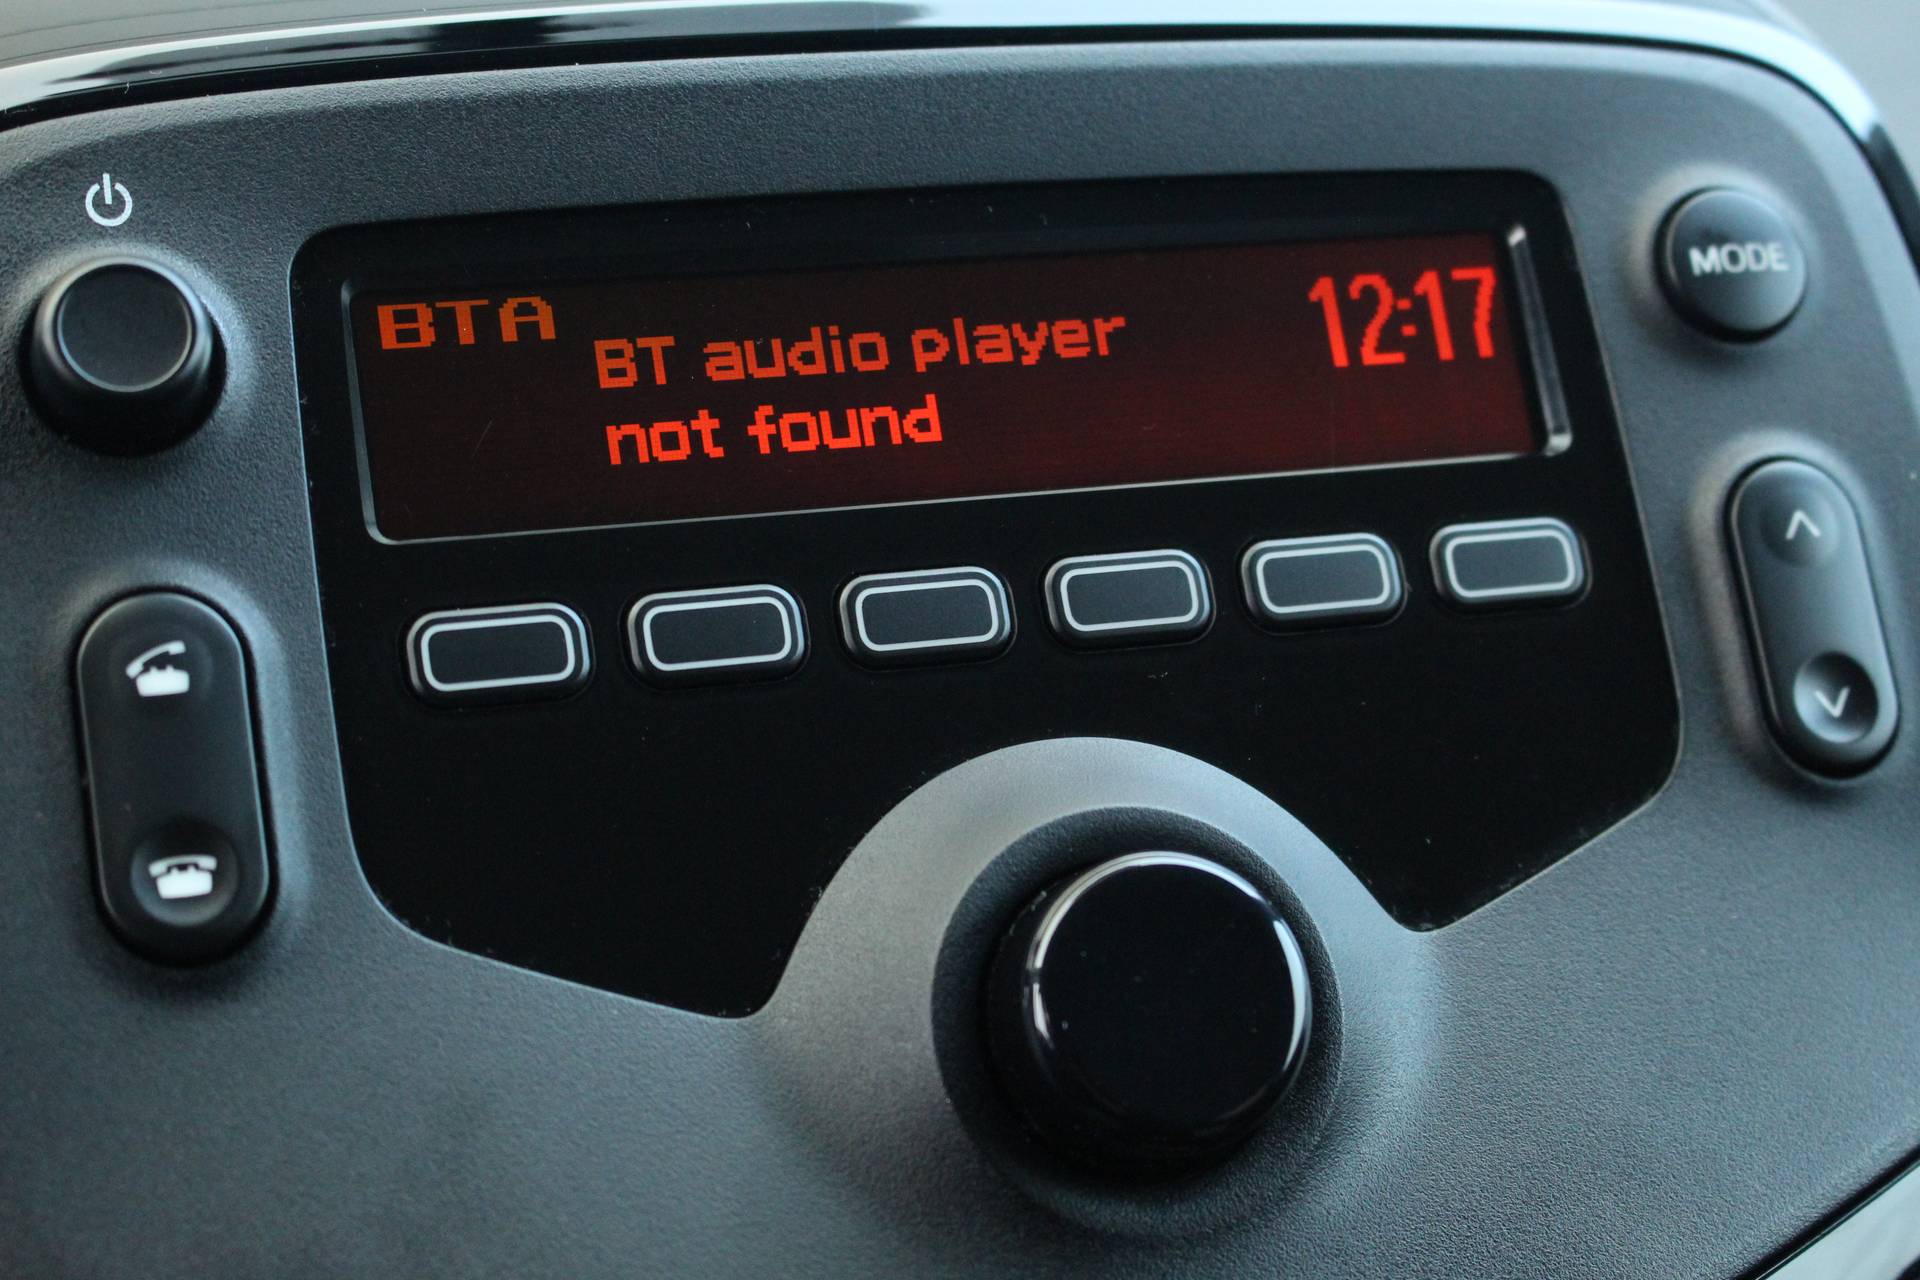 BTA
BT audio player
not found
12:17
MODE